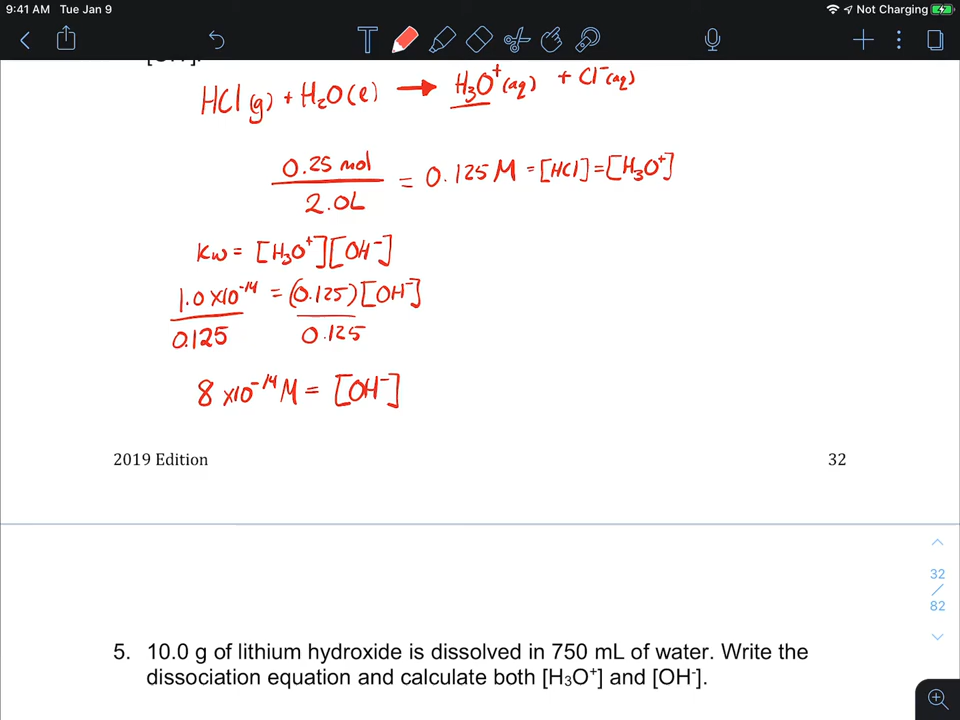 9:41 AM Tue Jan 9
Not Charging
HCl(g) + H₂O(l) → H₃O⁺(aq) + Cl⁻(aq)
0.25 mol
2.0L
= 0.125 M = [HCl] = [H₃O⁺]
Kw = [H₃O⁺][OH⁻]
1.0×10⁻¹⁴ = (0.125)[OH⁻]
0.125 0.125
8 ×10⁻¹⁴ M = [OH⁻]
2019 Edition 32
32
/
82
5. 10.0 g of lithium hydroxide is dissolved in 750 mL of water. Write the
dissociation equation and calculate both [H₃O⁺] and [OH⁻].